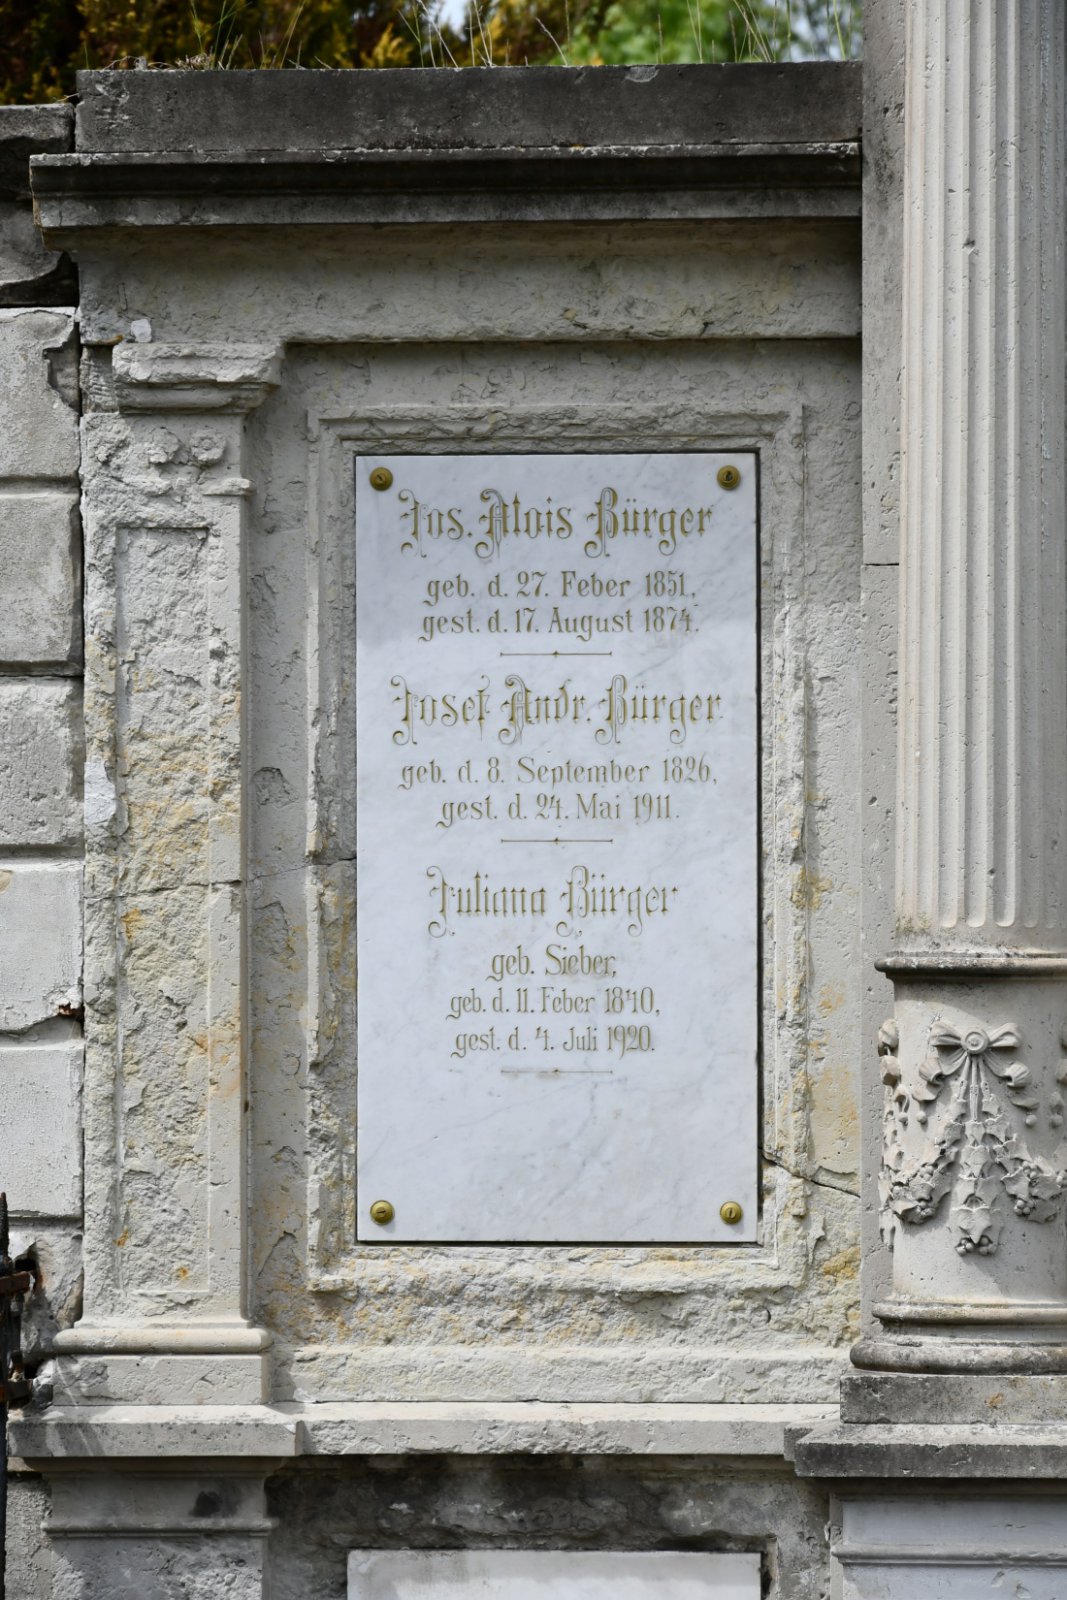 Jos. Alois Bürger
geb. d. 27. Feber 1851,
gest. d. 17. August 1874.
Josef Andr. Bürger
geb. d. 8. September 1826,
gest. d. 24. Mai 1911.
Juliana Bürger
geb. Sieber,
geb. d. 11. Feber 1840,
gest. d. 4. Juli 1920.